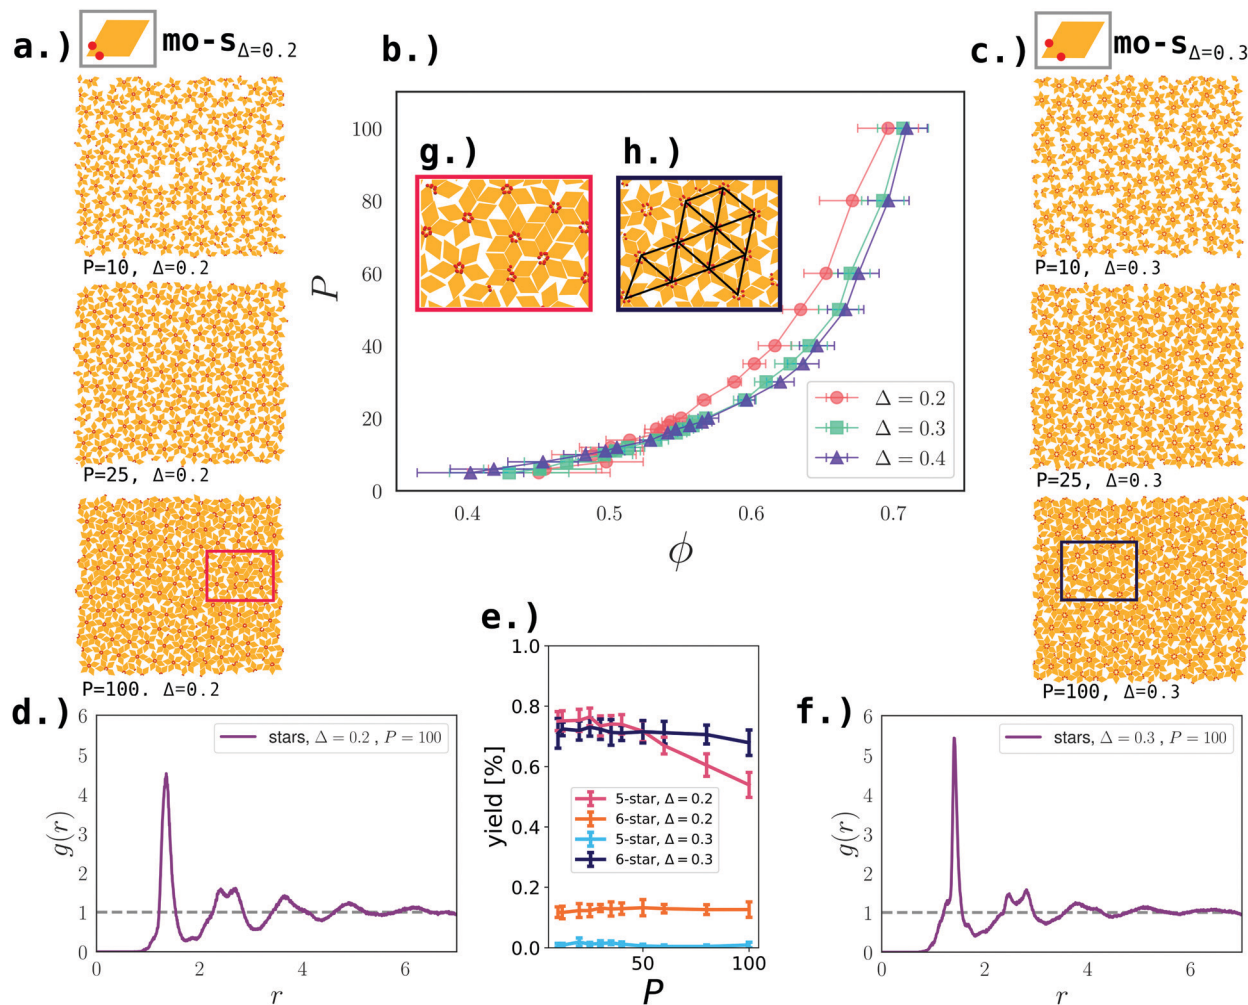 a.)
mo-sΔ=0.2
P=10, Δ=0.2
P=25, Δ=0.2
P=100. Δ=0.2
b.)
P
100
80
60
40
20
0
0.4
0.5
0.6
0.7
ϕ
g.)
h.)
Δ = 0.2
Δ = 0.3
Δ = 0.4
c.)
mo-sΔ=0.3
P=10, Δ=0.3
P=25, Δ=0.3
P=100, Δ=0.3
d.)
stars, Δ = 0.2 , P = 100
g(r)
6
5
4
3
2
1
0
0
2
4
6
r
e.)
yield [%]
1.0
0.8
0.6
0.4
0.2
0.0
5-star, Δ = 0.2
6-star, Δ = 0.2
5-star, Δ = 0.3
6-star, Δ = 0.3
50
100
P
f.)
stars, Δ = 0.3 , P = 100
g(r)
6
5
4
3
2
1
0
0
2
4
6
r